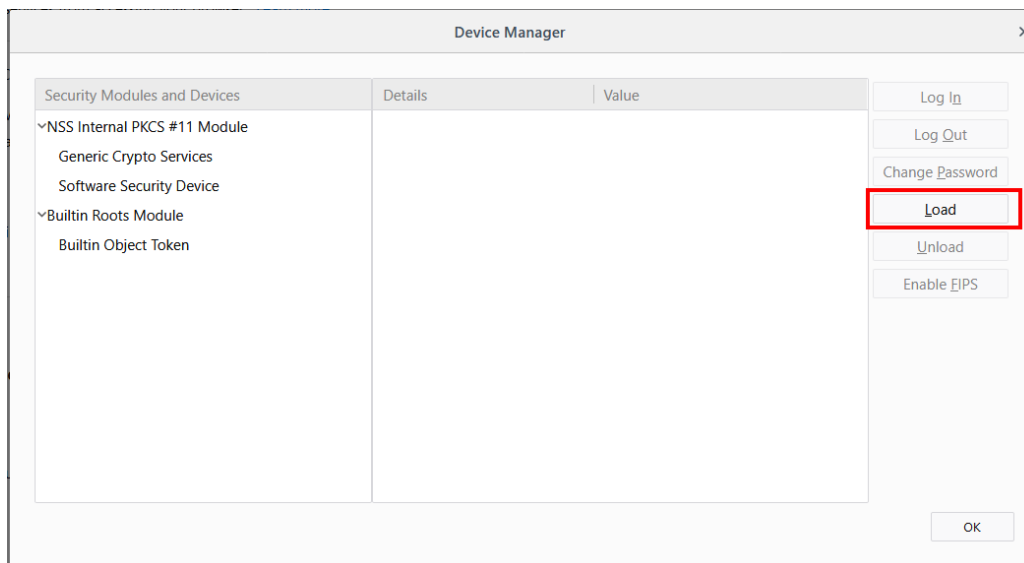 Device Manager
Security Modules and Devices
Details
Value
NSS Internal PKCS #11 Module
Generic Crypto Services
Software Security Device
Builtin Roots Module
Builtin Object Token
Log In
Log Out
Change Password
Load
Unload
Enable FIPS
OK